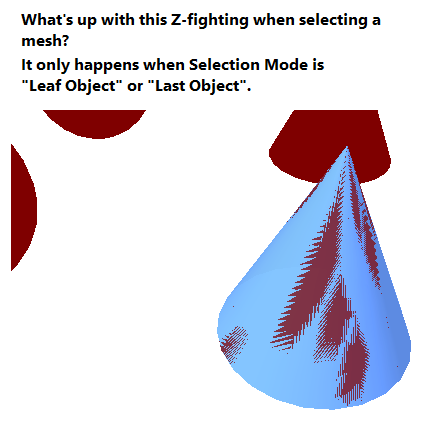 What's up with this Z-fighting when selecting a
mesh?
It only happens when Selection Mode is
"Leaf Object" or "Last Object".